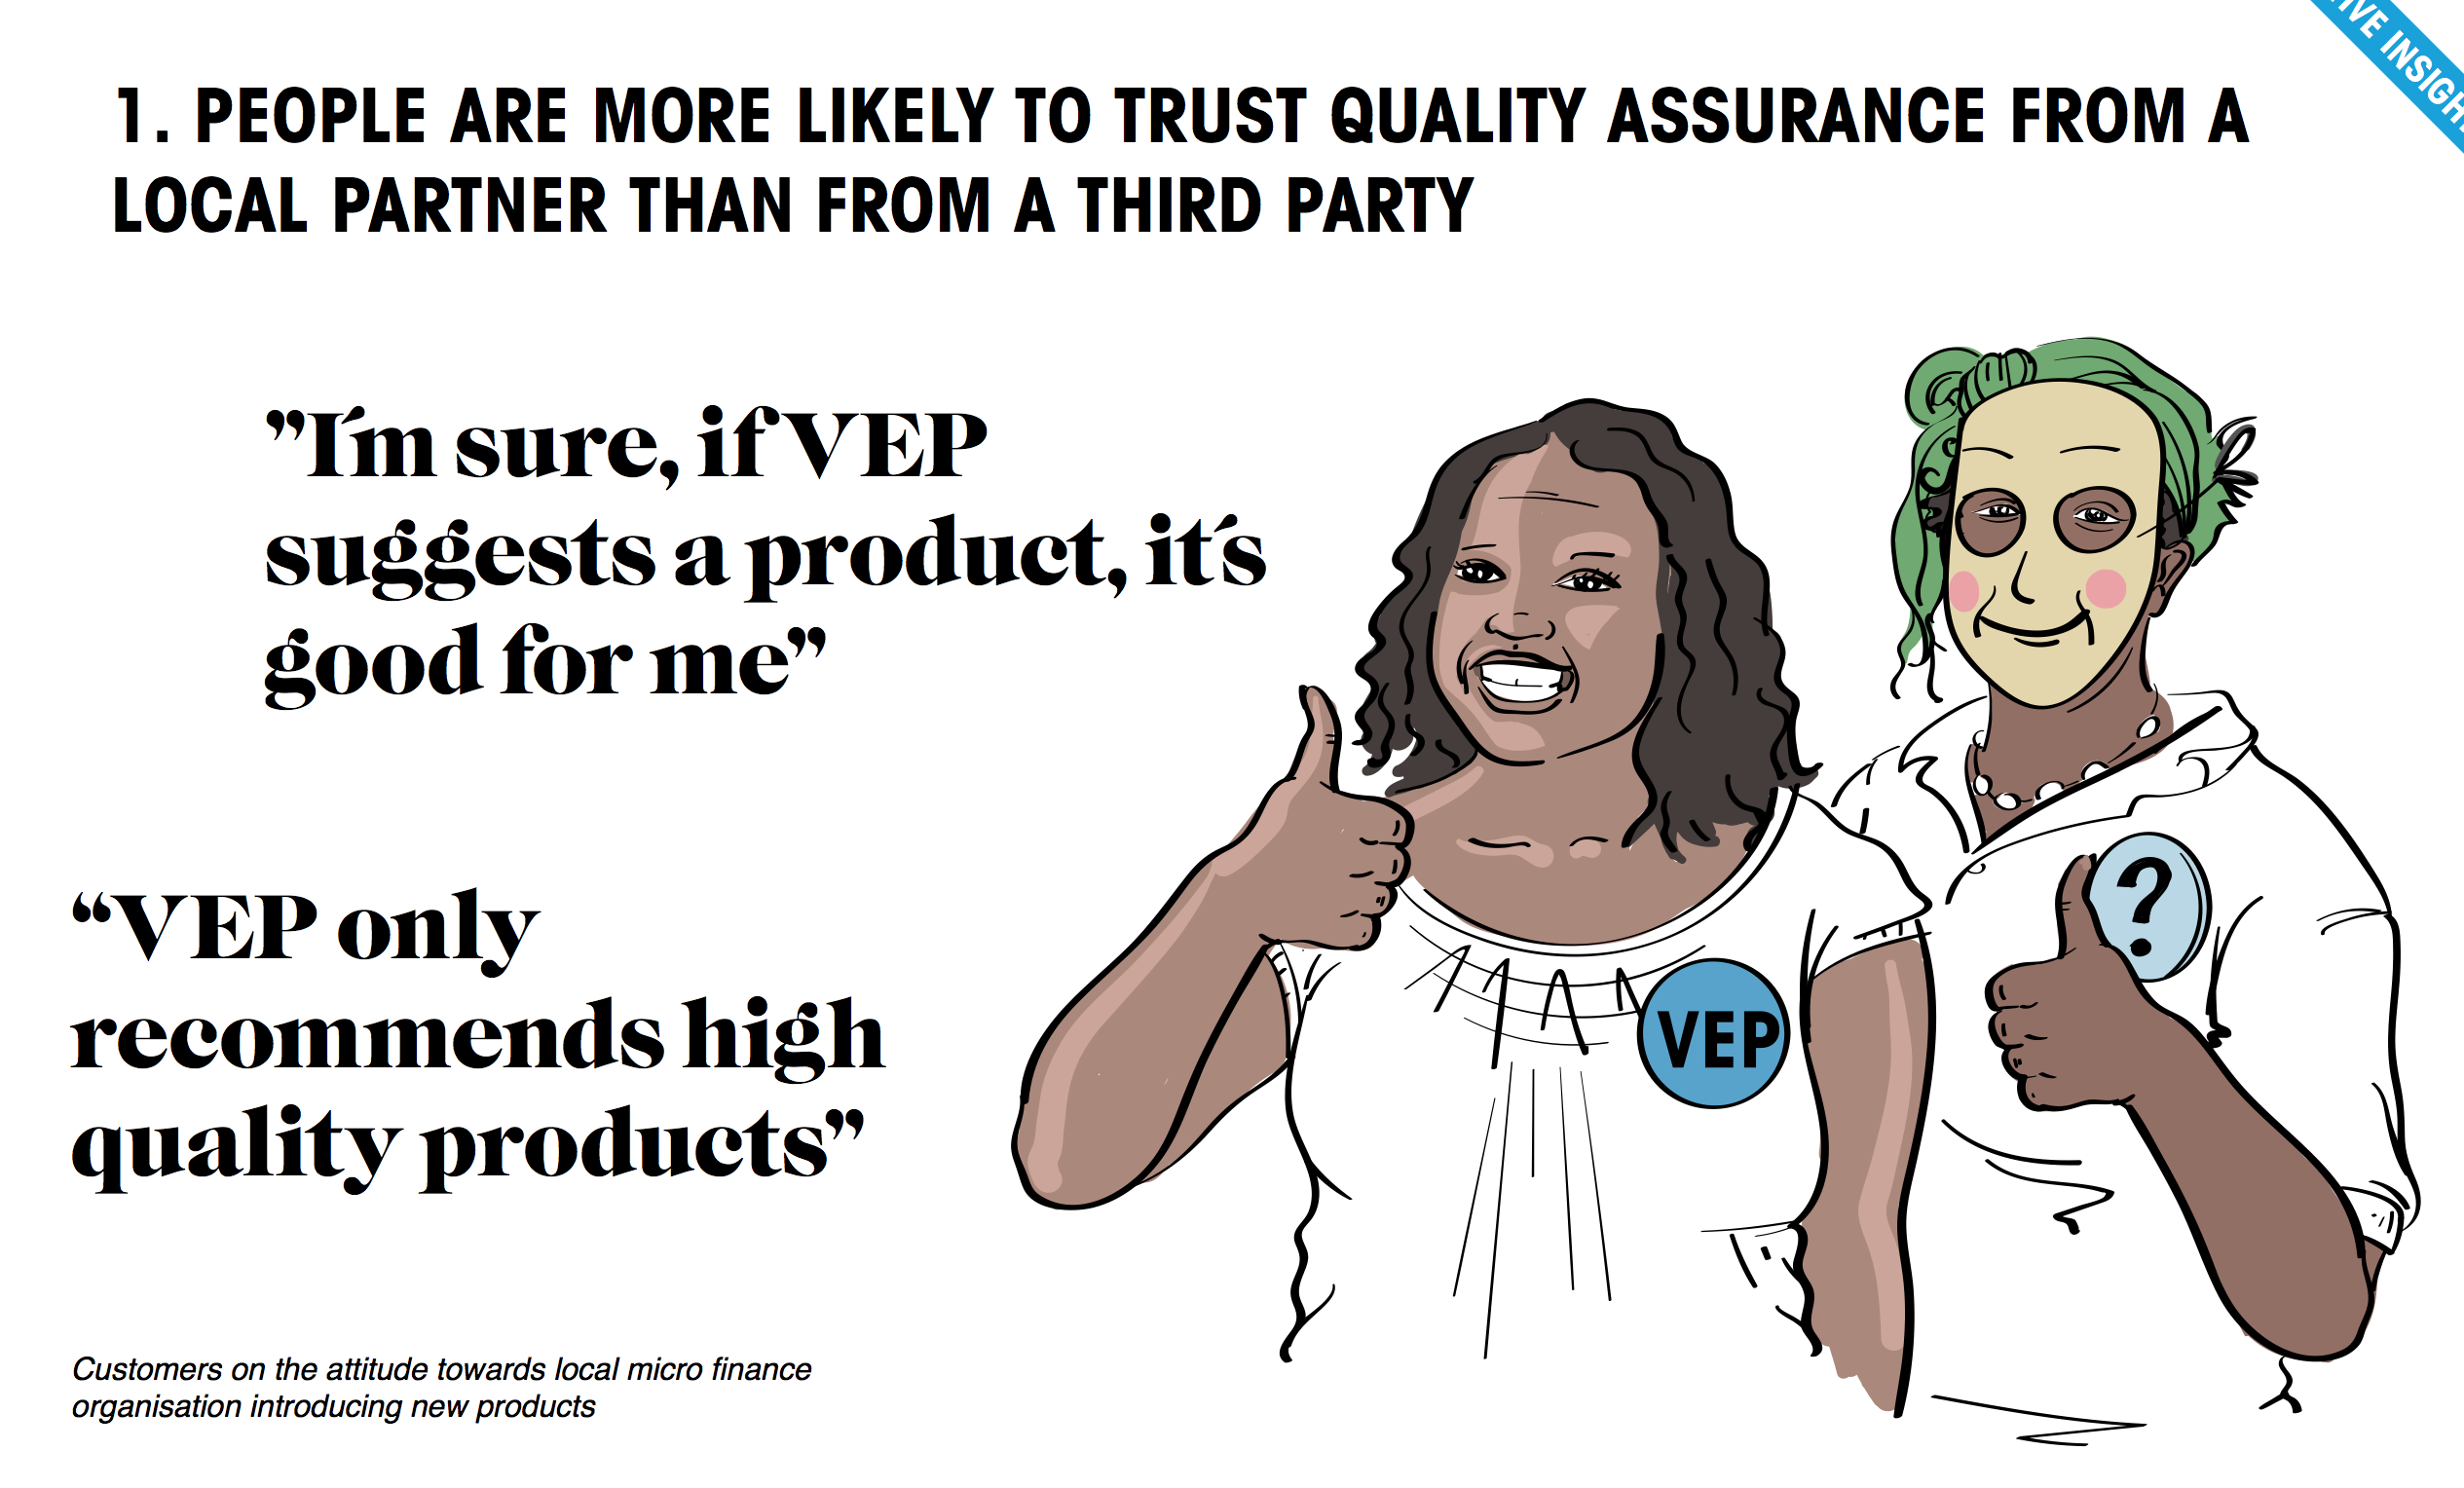 1. PEOPLE ARE MORE LIKELY TO TRUST QUALITY ASSURANCE FROM A
LOCAL PARTNER THAN FROM A THIRD PARTY
”I´m sure, if VEP
suggests a product, it´s
good for me”
“VEP only
recommends high
quality products”
VEP
?
Customers on the attitude towards local micro finance
organisation introducing new products